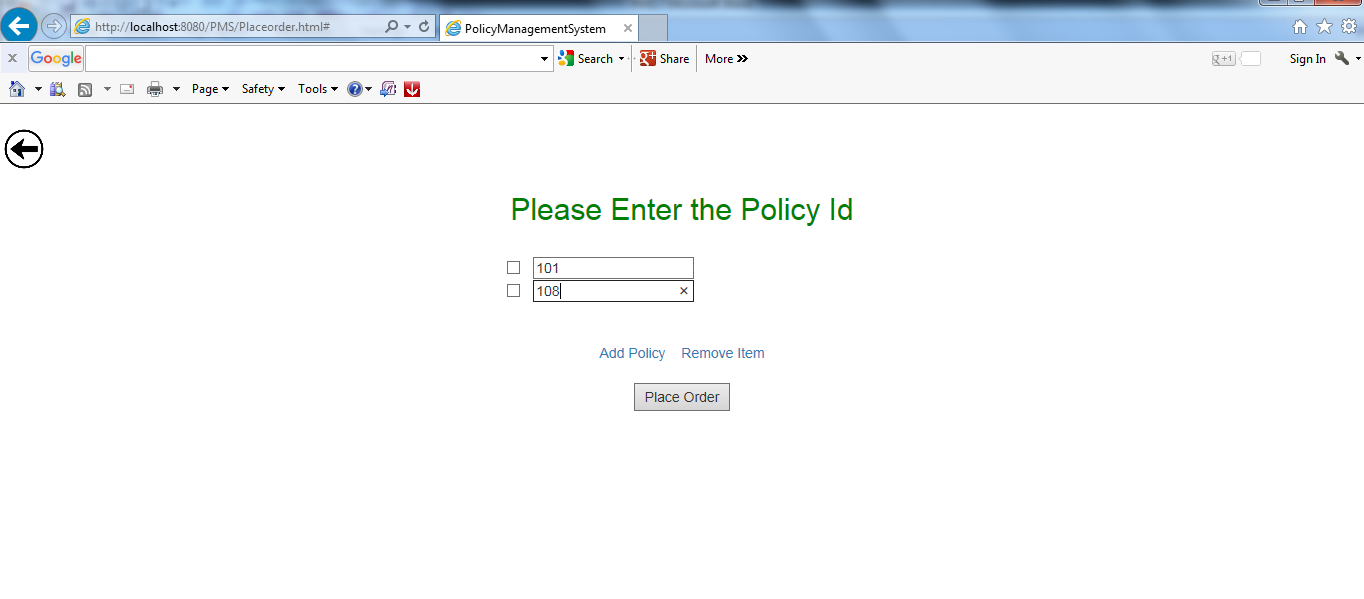 http://localhost:8080/PMS/Placeorder.html#
PolicyManagementSystem
Google
Search
Share
More
+1
Sign In
Page
Safety
Tools
Please Enter the Policy Id
101
108
Add Policy Remove Item
Place Order